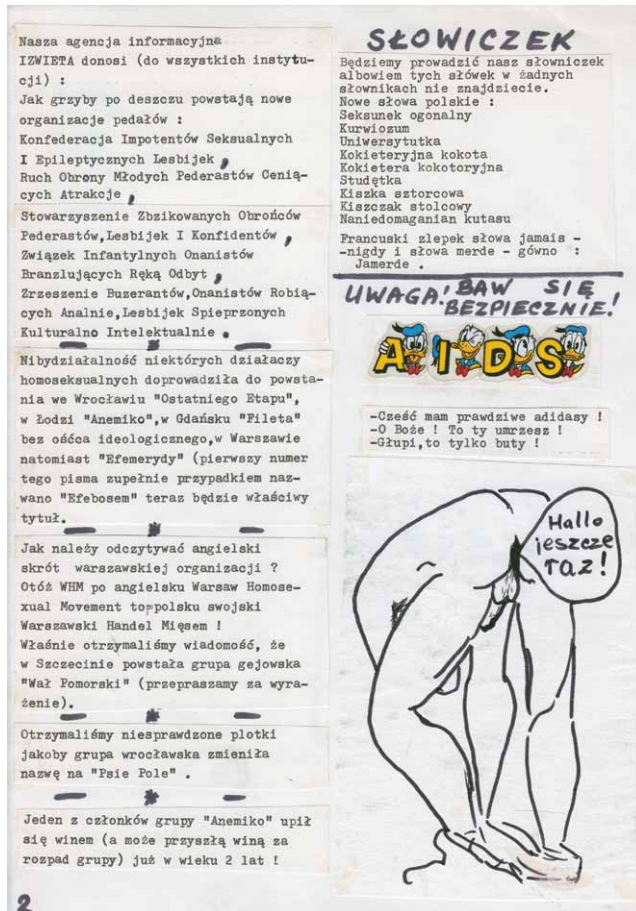 Nasza agencja informacyjna
IZWIETA donosi (do wszystkich instytu-
cji) :
Jak grzyby po deszczu powstają nowe
organizacje pedałów :
Konfederacja Impotentów Seksualnych
I Epileptycznych Lesbijek ,
Ruch Obrony Młodych Pederastów Cenią-
cych Atrakcje ,
Stowarzyszenie Zbzikowanych Obrońców
Pederastów,Lesbijek I Konfidentów ,
Związek Infantylnych Onanistów
Branzlujących Ręką Odbyt ,
Zrzeszenie Buzerantów,Onanistów Robią-
cych Analnie,Lesbijek Spieprzonych
Kulturalno Intelektualnie .
Nibydziałalność niektórych działaczy
homoseksualnych doprowadziła do powsta-
nia we Wrocławiu "Ostatniego Etapu",
w Łodzi "Anemiko",w Gdańsku "Fileta"
bez ośćca ideologicznego,w Warszawie
natomiast "Efemerydy" (pierwszy numer
tego pisma zupełnie przypadkiem naz-
wano "Efebosem" teraz będzie właściwy
tytuł.
Jak należy odczytywać angielski
skrót warszawskiej organizacji ?
Otóż WHM po angielsku Warsaw Homose-
xual Movement toppolsku swojski
Warszawski Handel Mięsem !
Właśnie otrzymaliśmy wiadomość, że
w Szczecinie powstała grupa gejowska
"Wał Pomorski" (przepraszamy za wyra-
żenie).
Otrzymaliśmy niesprawdzone plotki
jakoby grupa wrocławska zmieniła
nazwę na "Psie Pole" .
Jeden z członków grupy "Anemiko" upił
się winem (a może przyszłą winą za
rozpad grupy) już w wieku 2 lat !
2
SŁOWICZEK
Będziemy prowadzić nasz słowniczek
albowiem tych słówek w żadnych
słownikach nie znajdziecie.
Nowe słowa polskie :
Seksunek ogonalny
Kurwiozum
Uniwersytutka
Kokieteryjna kokota
Kokietera kokotoryjna
Studętka
Kiszka sztorcowa
Kiszczak stolcowy
Naniedomaganian kutasu
Francuski zlepek słowa jamais -
-nigdy i słowa merde - gówno :
Jamerde .
UWAGA! BAW SIĘ
BEZPIECZNIE!
AIDS
-Cześć mam prawdziwe adidasy !
-O Boże ! To ty umrzesz !
-Głupi,to tylko buty !
Hallo
jeszcze
raz!